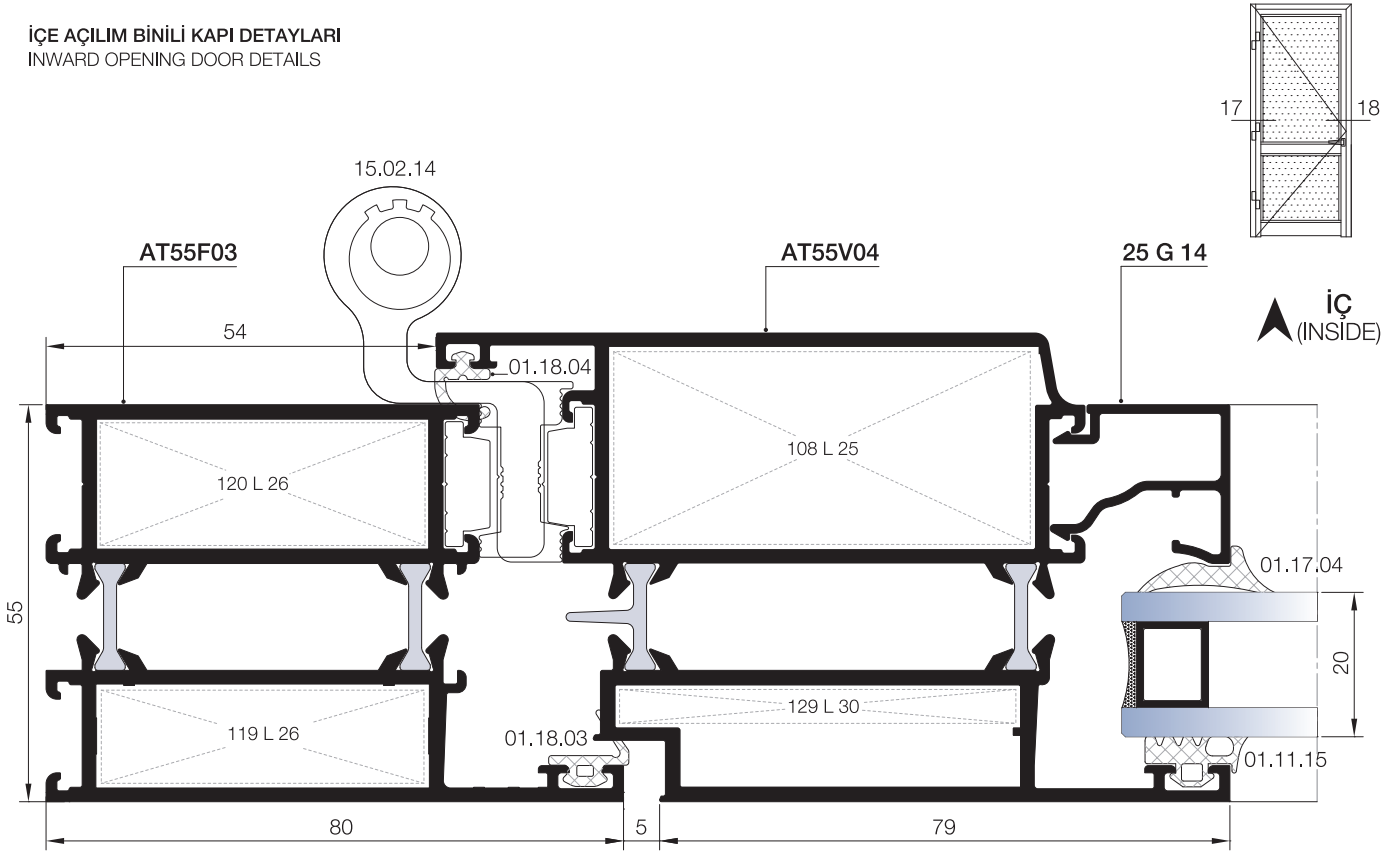 İÇE AÇILIM BİNİLİ KAPI DETAYLARI
INWARD OPENING DOOR DETAILS
17
18
15.02.14
AT55F03
AT55V04
25 G 14
İÇ
(INSİDE)
54
01.18.04
108 L 25
120 L 26
01.17.04
55
20
129 L 30
119 L 26
01.18.03
01.11.15
80
5
79